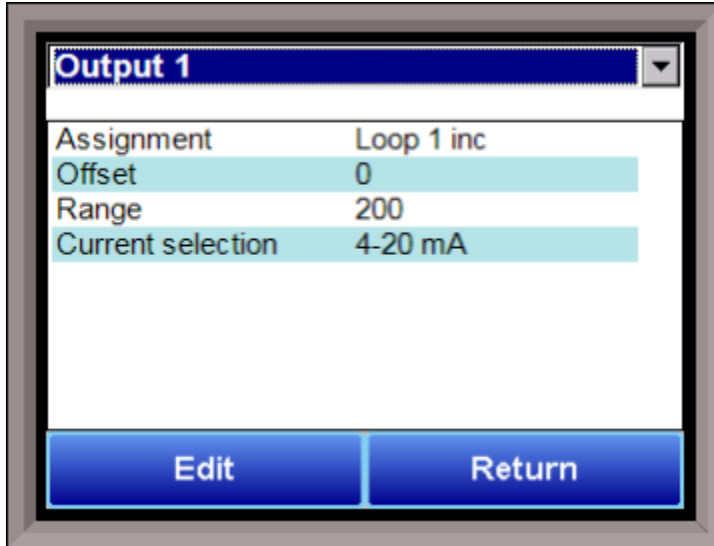 Output 1
Assignment Loop 1 inc
Offset 0
Range 200
Current selection 4-20 mA
Edit Return